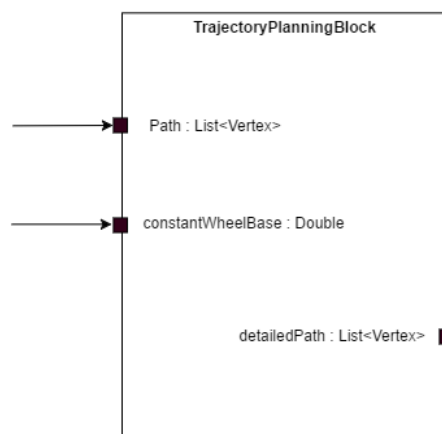 TrajectoryPlanningBlock
Path : List<Vertex>
constantWheelBase : Double
detailedPath : List<Vertex>